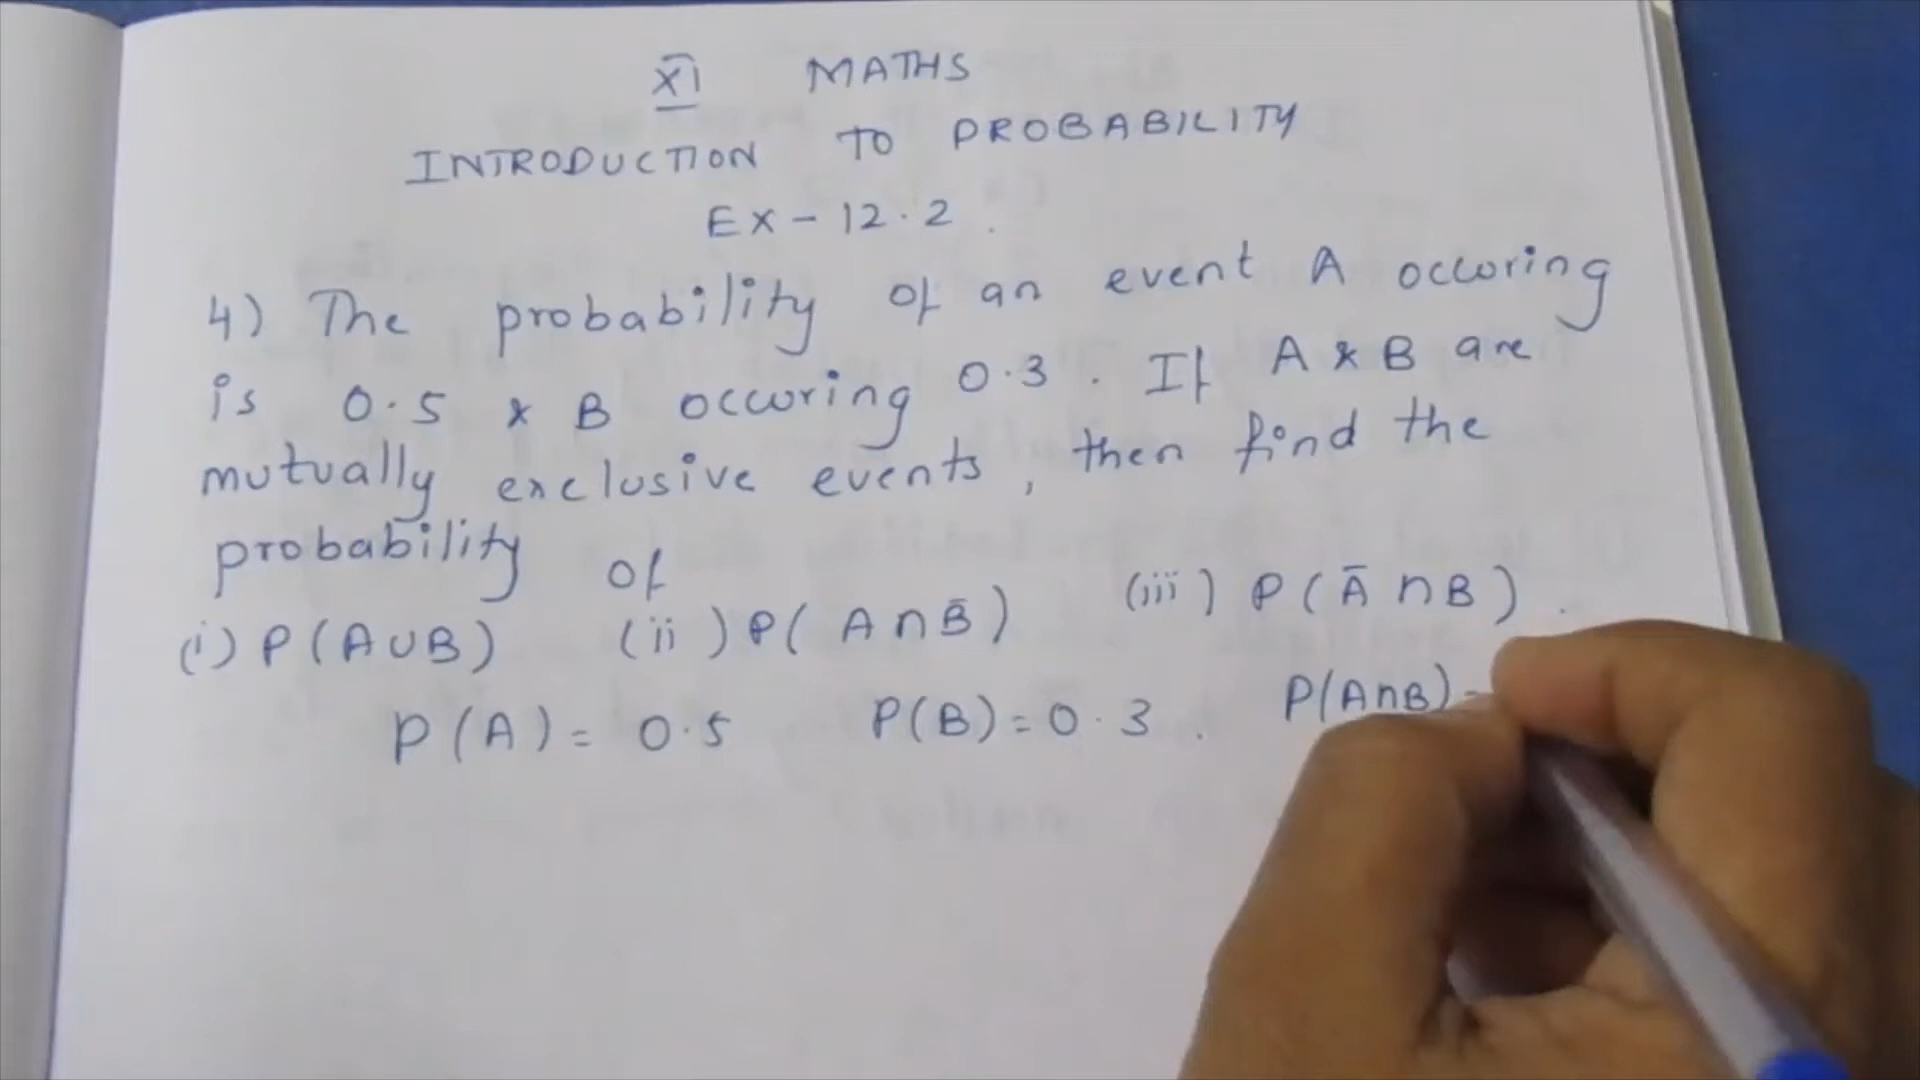 XI MATHS
INTRODUCTION TO PROBABILITY
EX - 12.2.
4) The probability of an event A occuring
is 0.5 & B occuring 0.3. If A & B are
mutually exclusive events, then find the
probability of
(i) P(A∪B) (ii) P(A∩B̄) (iii) P(Ā∩B).
P(A) = 0.5 P(B) = 0.3. P(A∩B) -